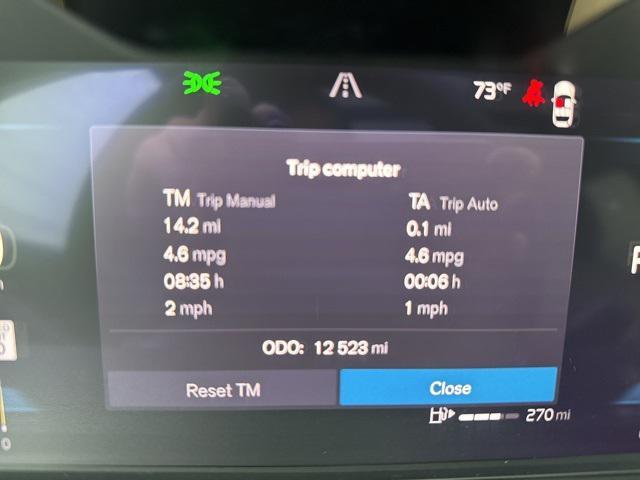 73°F
Trip computer
TM Trip Manual
14.2 mi
4.6 mpg
08:35 h
2 mph
TA Trip Auto
0.1 mi
4.6 mpg
00:06 h
1 mph
ODO: 12 523 mi
Reset TM
Close
270 mi
0